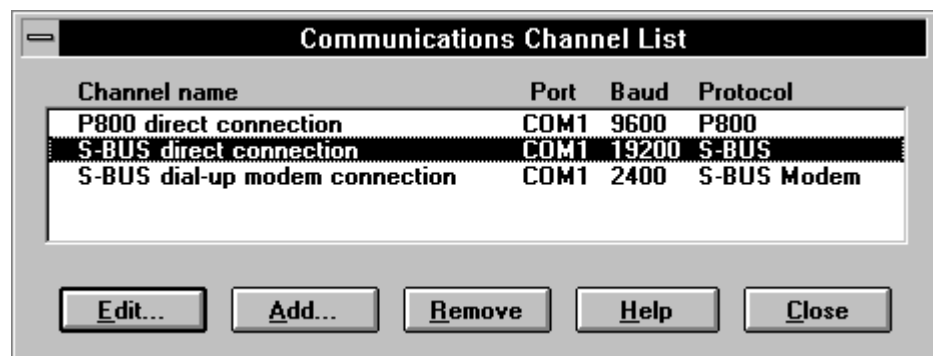 Communications Channel List
Channel name Port Baud Protocol
P800 direct connection COM1 9600 P800
S-BUS direct connection COM1 19200 S-BUS
S-BUS dial-up modem connection COM1 2400 S-BUS Modem
Edit... Add... Remove Help Close